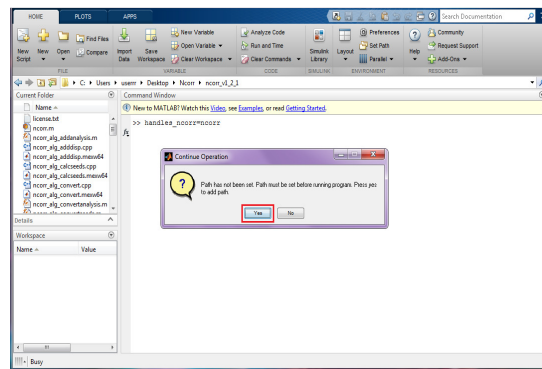 HOME PLOTS APPS
Search Documentation
New Script
New
Open
Find Files
Compare
Import Data
Save Workspace
New Variable
Open Variable
Clear Workspace
Analyze Code
Run and Time
Clear Commands
Simulink Library
Layout
Preferences
Set Path
Parallel
Help
Community
Request Support
Add-Ons
FILE VARIABLE CODE SIMULINK ENVIRONMENT RESOURCES
C: Users userrr Desktop Ncorr ncorr_v1_2_1
Current Folder
Name
license.txt
ncorr.m
ncorr_alg_addanalysis.m
ncorr_alg_adddisp.cpp
ncorr_alg_adddisp.mexw64
ncorr_alg_calcseeds.cpp
ncorr_alg_calcseeds.mexw64
ncorr_alg_convert.cpp
ncorr_alg_convert.mexw64
ncorr_alg_convertanalysis.m
Details
Workspace
Name Value
Command Window
New to MATLAB? Watch this Video, see Examples, or read Getting Started.
>> handles_ncorr=ncorr
fx
Continue Operation
Path has not been set. Path must be set before running program. Press yes
to add path.
Yes No
Busy